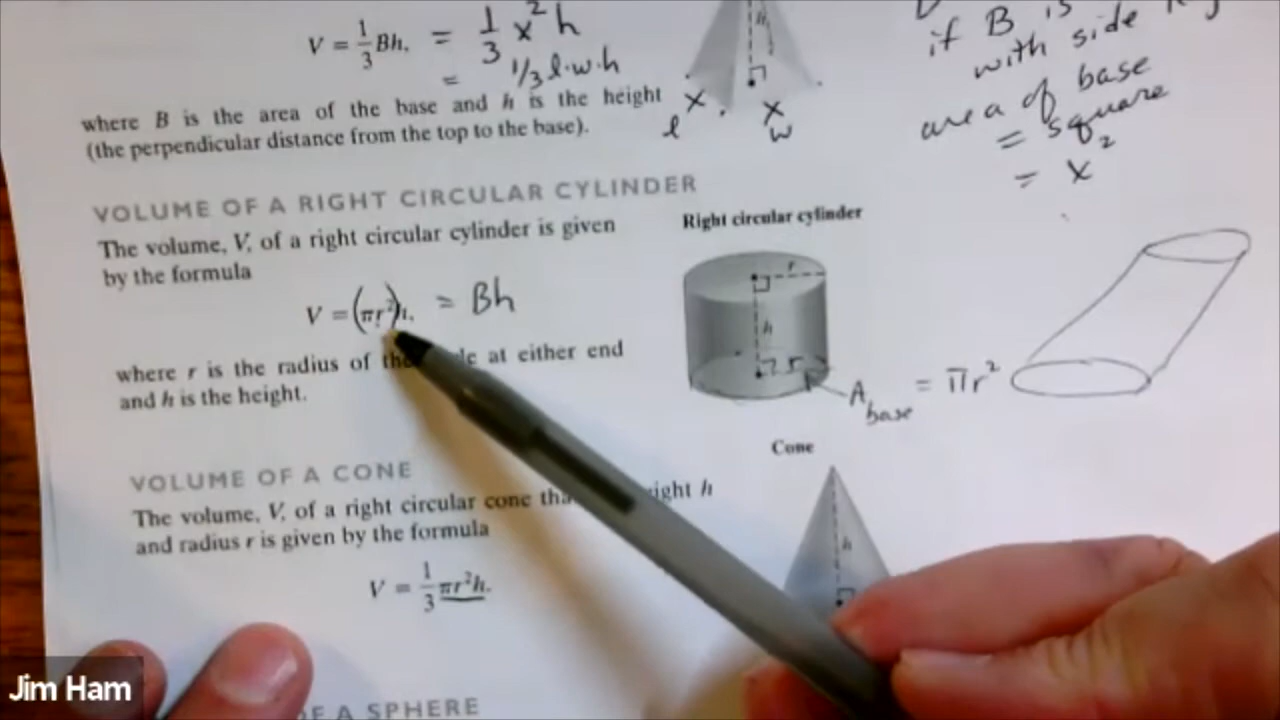 V = 1/3 Bh, = 1/3 x²h
= 1/3 l·w·h
h
if B is
with side
area of base
= square
= x²
where B is the area of the base and h is the height
(the perpendicular distance from the top to the base).
x x
l w
VOLUME OF A RIGHT CIRCULAR CYLINDER
The volume, V, of a right circular cylinder is given
by the formula
V = (πr²)h, = Bh
where r is the radius of the at either end
and h is the height.
Right circular cylinder
r
h
r
A base = πr²
VOLUME OF A CONE
The volume, V, of a right circular cone h
and radius r is given by the formula
V = 1/3 πr²h.
Cone
h
A SPHERE
Jim Ham